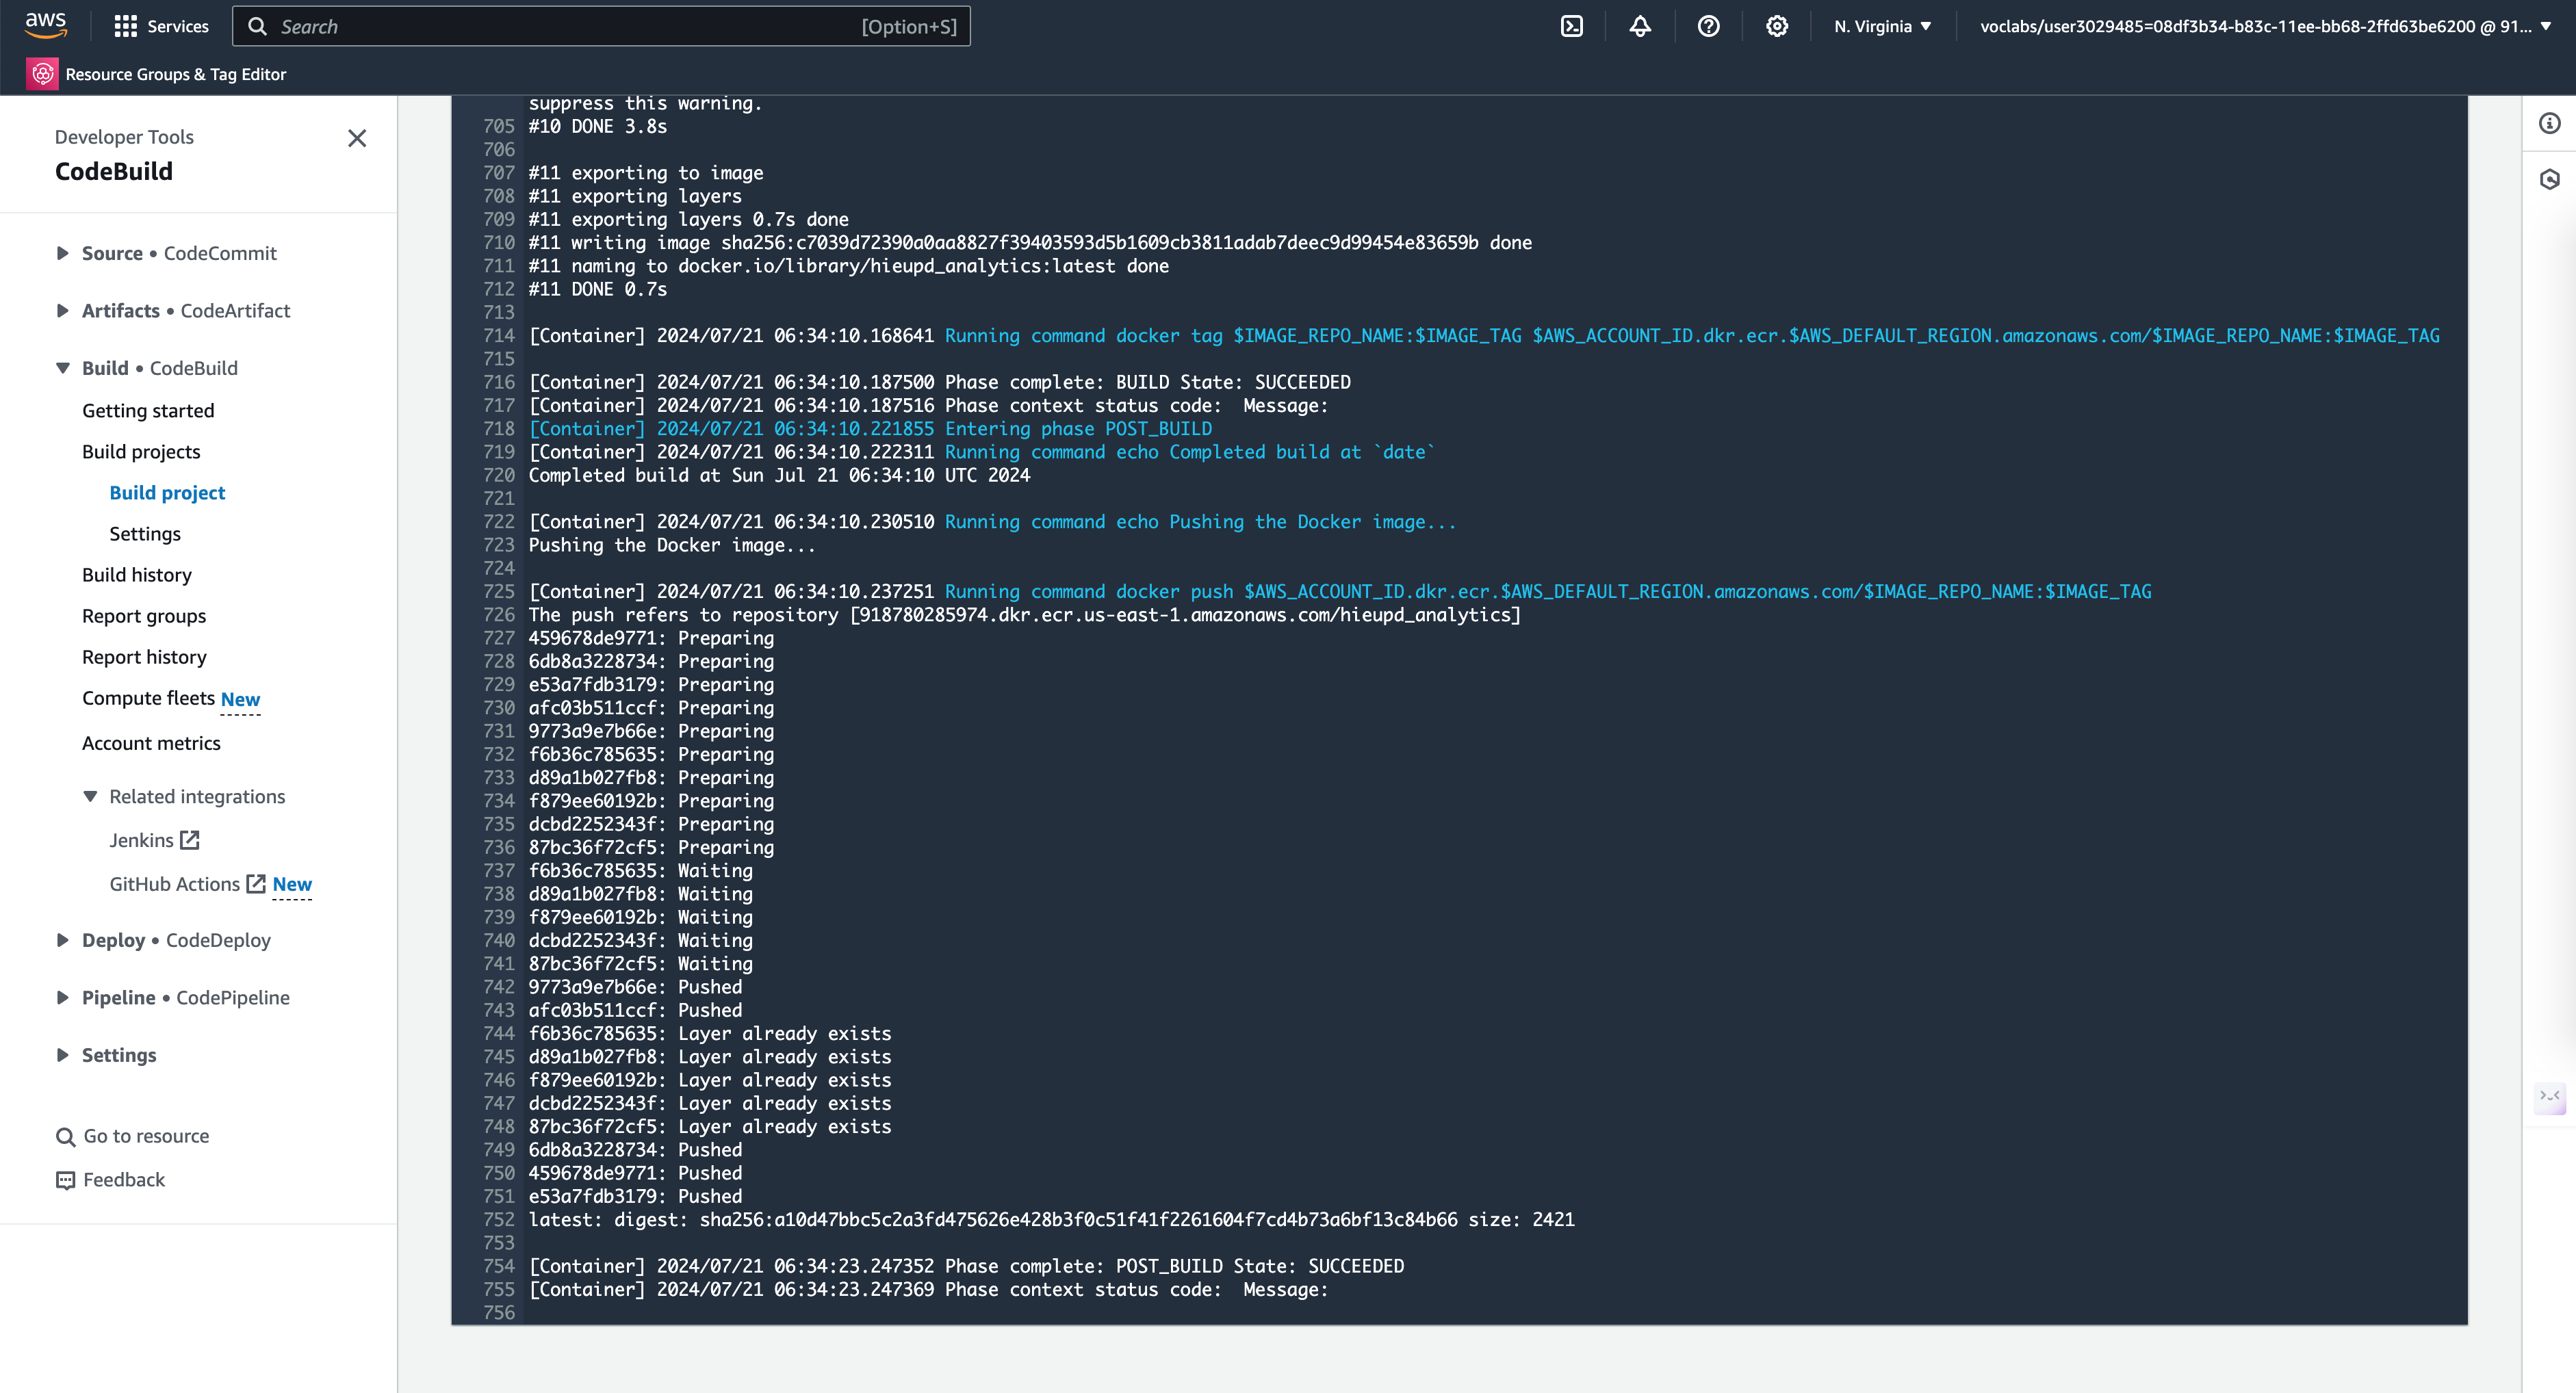 aws
Services
Search
[Option+S]
N. Virginia
voclabs/user3029485=08df3b34-b83c-11ee-bb68-2ffd63be6200 @ 91...
Resource Groups & Tag Editor
Developer Tools
CodeBuild
Source • CodeCommit
Artifacts • CodeArtifact
Build • CodeBuild
Getting started
Build projects
Build project
Settings
Build history
Report groups
Report history
Compute fleets New
Account metrics
Related integrations
Jenkins
GitHub Actions New
Deploy • CodeDeploy
Pipeline • CodePipeline
Settings
Go to resource
Feedback
suppress this warning.
705 #10 DONE 3.8s
706
707 #11 exporting to image
708 #11 exporting layers
709 #11 exporting layers 0.7s done
710 #11 writing image sha256:c7039d72390a0aa8827f39403593d5b1609cb3811adab7deec9d99454e83659b done
711 #11 naming to docker.io/library/hieupd_analytics:latest done
712 #11 DONE 0.7s
713
714 [Container] 2024/07/21 06:34:10.168641 Running command docker tag $IMAGE_REPO_NAME:$IMAGE_TAG $AWS_ACCOUNT_ID.dkr.ecr.$AWS_DEFAULT_REGION.amazonaws.com/$IMAGE_REPO_NAME:$IMAGE_TAG
715
716 [Container] 2024/07/21 06:34:10.187500 Phase complete: BUILD State: SUCCEEDED
717 [Container] 2024/07/21 06:34:10.187516 Phase context status code:  Message:
718 [Container] 2024/07/21 06:34:10.221855 Entering phase POST_BUILD
719 [Container] 2024/07/21 06:34:10.222311 Running command echo Completed build at `date`
720 Completed build at Sun Jul 21 06:34:10 UTC 2024
721
722 [Container] 2024/07/21 06:34:10.230510 Running command echo Pushing the Docker image...
723 Pushing the Docker image...
724
725 [Container] 2024/07/21 06:34:10.237251 Running command docker push $AWS_ACCOUNT_ID.dkr.ecr.$AWS_DEFAULT_REGION.amazonaws.com/$IMAGE_REPO_NAME:$IMAGE_TAG
726 The push refers to repository [918780285974.dkr.ecr.us-east-1.amazonaws.com/hieupd_analytics]
727 459678de9771: Preparing
728 6db8a3228734: Preparing
729 e53a7fdb3179: Preparing
730 afc03b511ccf: Preparing
731 9773a9e7b66e: Preparing
732 f6b36c785635: Preparing
733 d89a1b027fb8: Preparing
734 f879ee60192b: Preparing
735 dcbd2252343f: Preparing
736 87bc36f72cf5: Preparing
737 f6b36c785635: Waiting
738 d89a1b027fb8: Waiting
739 f879ee60192b: Waiting
740 dcbd2252343f: Waiting
741 87bc36f72cf5: Waiting
742 9773a9e7b66e: Pushed
743 afc03b511ccf: Pushed
744 f6b36c785635: Layer already exists
745 d89a1b027fb8: Layer already exists
746 f879ee60192b: Layer already exists
747 dcbd2252343f: Layer already exists
748 87bc36f72cf5: Layer already exists
749 6db8a3228734: Pushed
750 459678de9771: Pushed
751 e53a7fdb3179: Pushed
752 latest: digest: sha256:a10d47bbc5c2a3fd475626e428b3f0c51f41f2261604f7cd4b73a6bf13c84b66 size: 2421
753
754 [Container] 2024/07/21 06:34:23.247352 Phase complete: POST_BUILD State: SUCCEEDED
755 [Container] 2024/07/21 06:34:23.247369 Phase context status code:  Message:
756